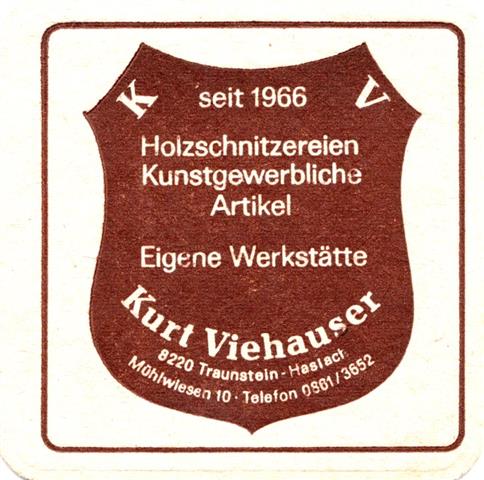 K V
seit 1966
Holzschnitzereien
Kunstgewerbliche
Artikel
Eigene Werkstätte
Kurt Viehauser
8220 Traunstein - Haslach
Mühlwiesen 10 · Telefon 0861/3652